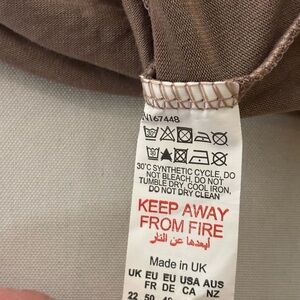 N167448
30°C SYNTHETIC CYCLE, DO
NOT BLEACH, DO NOT
TUMBLE DRY, COOL IRON,
DO NOT DRY CLEAN
KEEP AWAY
FROM FIRE
أبعدها عن النار
Made in UK
UK EU EU USA AUS
FR DE CA NZ
22 50